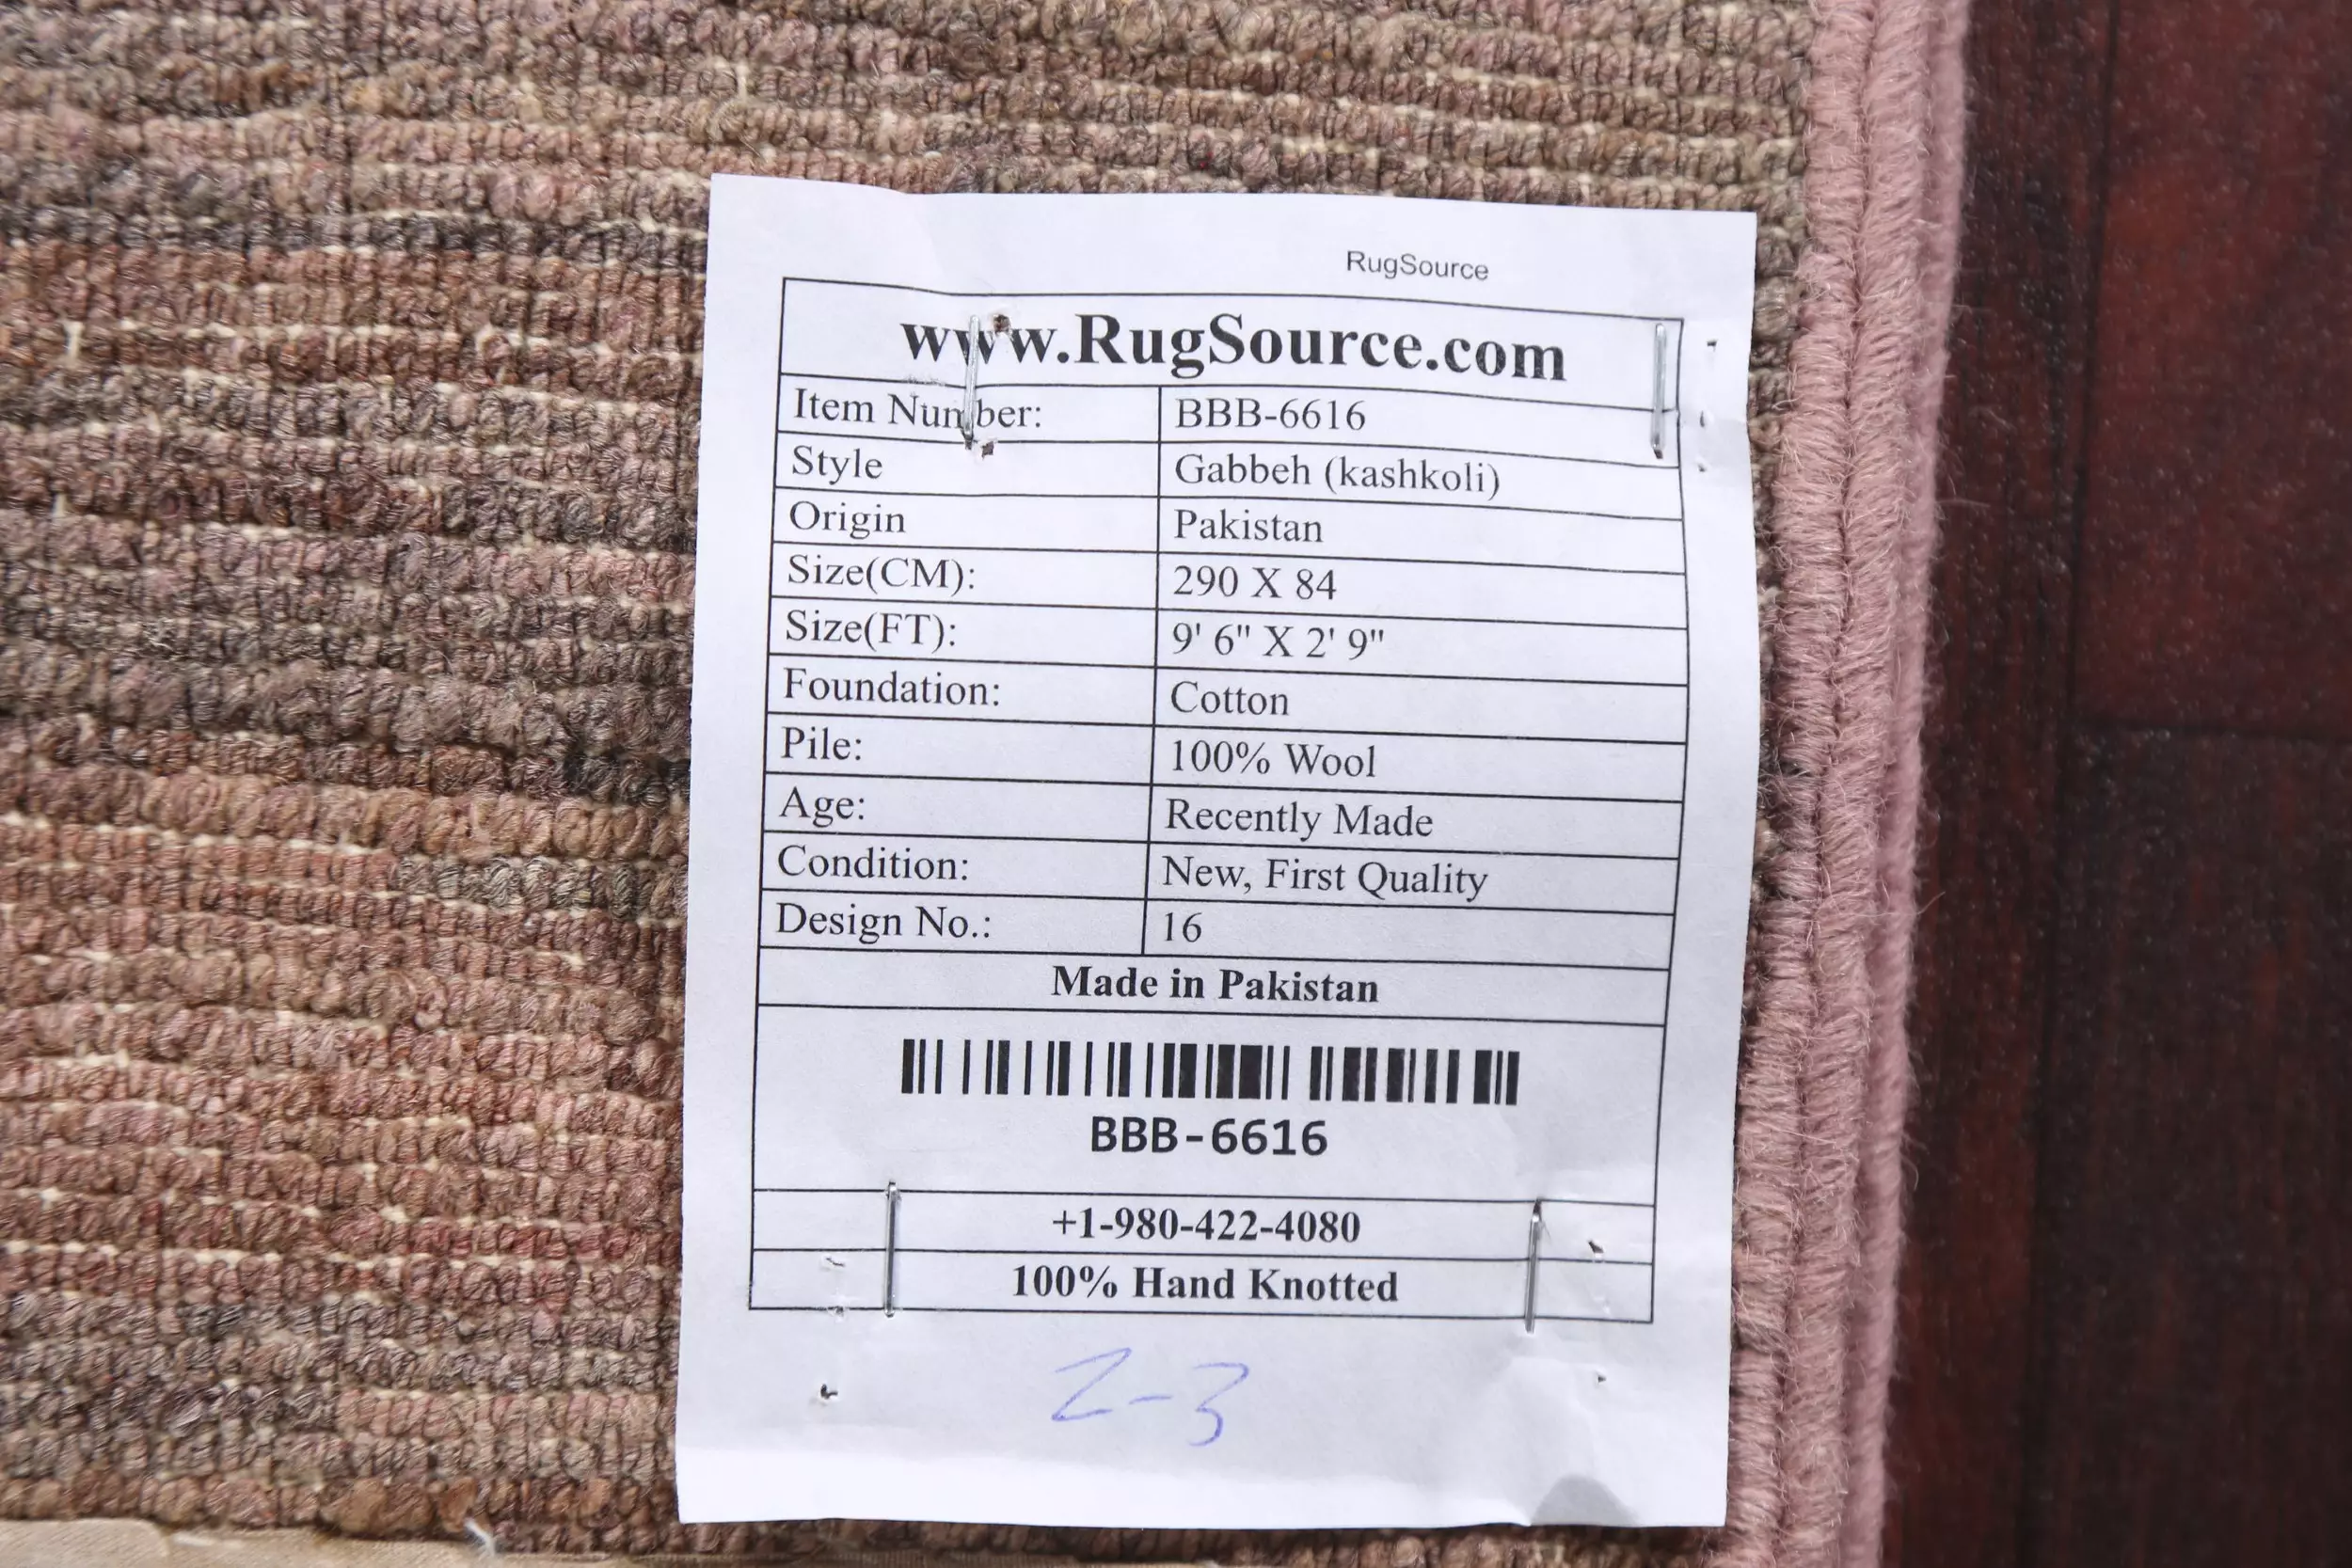 RugSource
www.RugSource.com
Item Number: BBB-6616
Style Gabbeh (kashkoli)
Origin Pakistan
Size(CM): 290 X 84
Size(FT): 9' 6" X 2' 9"
Foundation: Cotton
Pile: 100% Wool
Age: Recently Made
Condition: New, First Quality
Design No.: 16
Made in Pakistan
BBB-6616
+1-980-422-4080
100% Hand Knotted
2-3